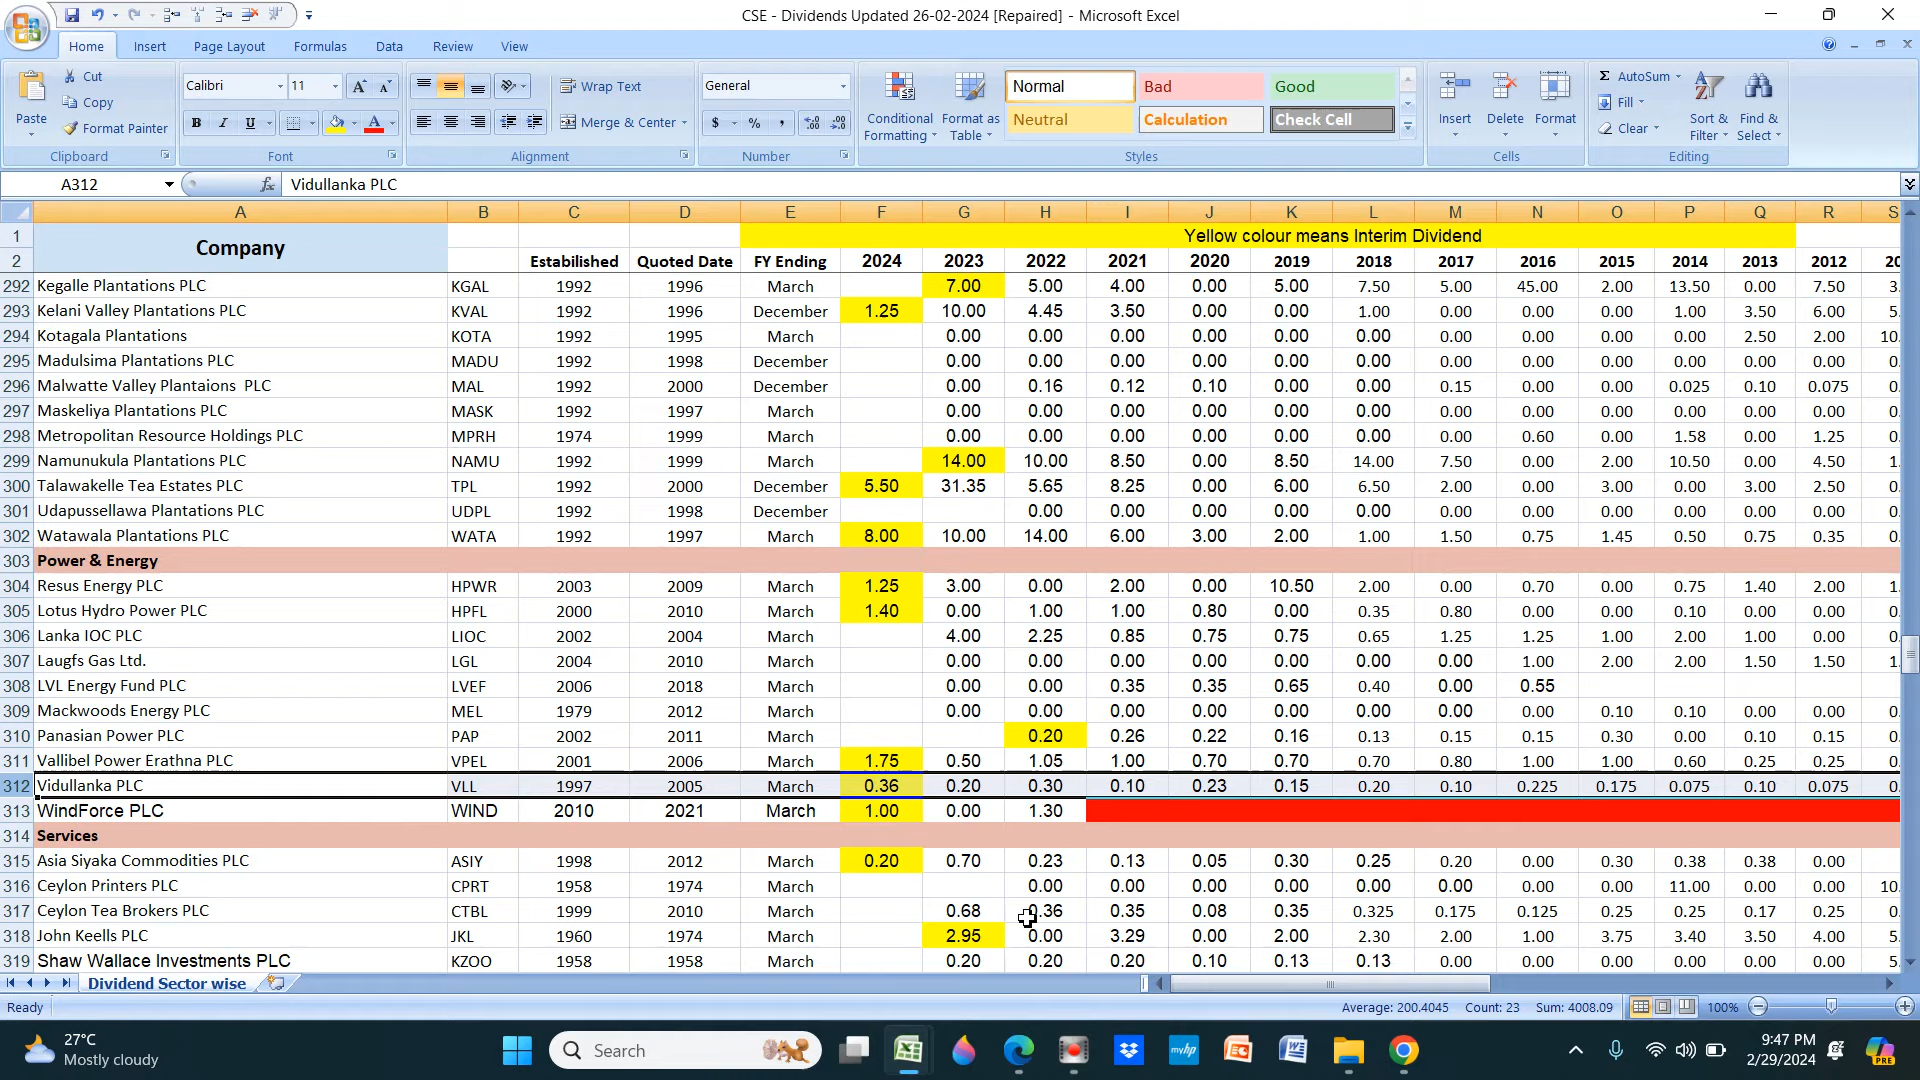 CSE - Dividends Updated 26-02-2024 [Repaired] - Microsoft Excel
Home Insert Page Layout Formulas Data Review View
Paste Cut Copy Format Painter Clipboard
Calibri 11 B I U A A A Font
Wrap Text Merge & Center Alignment
General $ % , Number
Conditional Formatting Format as Table Normal Bad Good Neutral Calculation Check Cell Styles
Insert Delete Format Cells
Σ AutoSum Fill Clear Sort & Filter Find & Select Editing
A312 fx Vidullanka PLC
A B C D E F G H I J K L M N O P Q R S
1 Company Yellow colour means Interim Dividend
2 Estabilished Quoted Date FY Ending 2024 2023 2022 2021 2020 2019 2018 2017 2016 2015 2014 2013 2012 20
292 Kegalle Plantations PLC KGAL 1992 1996 March 7.00 5.00 4.00 0.00 5.00 7.50 5.00 45.00 2.00 13.50 0.00 7.50 3.
293 Kelani Valley Plantations PLC KVAL 1992 1996 December 1.25 10.00 4.45 3.50 0.00 0.00 1.00 0.00 0.00 0.00 1.00 3.50 6.00 5.
294 Kotagala Plantations KOTA 1992 1995 March 0.00 0.00 0.00 0.00 0.00 0.00 0.00 0.00 0.00 0.00 2.50 2.00 10.
295 Madulsima Plantations PLC MADU 1992 1998 December 0.00 0.00 0.00 0.00 0.00 0.00 0.00 0.00 0.00 0.00 0.00 0.00 0.
296 Malwatte Valley Plantaions PLC MAL 1992 2000 December 0.00 0.16 0.12 0.10 0.00 0.00 0.15 0.00 0.00 0.025 0.10 0.075 0.
297 Maskeliya Plantations PLC MASK 1992 1997 March 0.00 0.00 0.00 0.00 0.00 0.00 0.00 0.00 0.00 0.00 0.00 0.00 0.
298 Metropolitan Resource Holdings PLC MPRH 1974 1999 March 0.00 0.00 0.00 0.00 0.00 0.00 0.00 0.60 0.00 1.58 0.00 1.25 0.
299 Namunukula Plantations PLC NAMU 1992 1999 March 14.00 10.00 8.50 0.00 8.50 14.00 7.50 0.00 2.00 10.50 0.00 4.50 1.
300 Talawakelle Tea Estates PLC TPL 1992 2000 December 5.50 31.35 5.65 8.25 0.00 6.00 6.50 2.00 0.00 3.00 0.00 3.00 2.50 0.
301 Udapussellawa Plantations PLC UDPL 1992 1998 December 0.00 0.00 0.00 0.00 0.00 0.00 0.00 0.00 0.00 0.00 0.00 0.
302 Watawala Plantations PLC WATA 1992 1997 March 8.00 10.00 14.00 6.00 3.00 2.00 1.00 1.50 0.75 1.45 0.50 0.75 0.35 0.
303 Power & Energy
304 Resus Energy PLC HPWR 2003 2009 March 1.25 3.00 0.00 2.00 0.00 10.50 2.00 0.00 0.70 0.00 0.75 1.40 2.00 1.
305 Lotus Hydro Power PLC HPFL 2000 2010 March 1.40 0.00 1.00 1.00 0.80 0.00 0.35 0.80 0.00 0.00 0.10 0.00 0.00 0.
306 Lanka IOC PLC LIOC 2002 2004 March 4.00 2.25 0.85 0.75 0.75 0.65 1.25 1.25 1.00 2.00 1.00 0.00 0.
307 Laugfs Gas Ltd. LGL 2004 2010 March 0.00 0.00 0.00 0.00 0.00 0.00 0.00 1.00 2.00 2.00 1.50 1.50 1.
308 LVL Energy Fund PLC LVEF 2006 2018 March 0.00 0.00 0.35 0.35 0.65 0.40 0.00 0.55
309 Mackwoods Energy PLC MEL 1979 2012 March 0.00 0.00 0.00 0.00 0.00 0.00 0.00 0.00 0.10 0.10 0.00 0.00 0.
310 Panasian Power PLC PAP 2002 2011 March 0.20 0.26 0.22 0.16 0.13 0.15 0.15 0.30 0.00 0.10 0.15 0.
311 Vallibel Power Erathna PLC VPEL 2001 2006 March 1.75 0.50 1.05 1.00 0.70 0.70 0.70 0.80 1.00 1.00 0.60 0.25 0.25 0.
312 Vidullanka PLC VLL 1997 2005 March 0.36 0.20 0.30 0.10 0.23 0.15 0.20 0.10 0.225 0.175 0.075 0.10 0.075 0.
313 WindForce PLC WIND 2010 2021 March 1.00 0.00 1.30
314 Services
315 Asia Siyaka Commodities PLC ASIY 1998 2012 March 0.20 0.70 0.23 0.13 0.05 0.30 0.25 0.20 0.00 0.30 0.38 0.38 0.00
316 Ceylon Printers PLC CPRT 1958 1974 March 0.00 0.00 0.00 0.00 0.00 0.00 0.00 0.00 11.00 0.00 0.00 10.
317 Ceylon Tea Brokers PLC CTBL 1999 2010 March 0.68 0.36 0.35 0.08 0.35 0.325 0.175 0.125 0.25 0.25 0.17 0.25 0.
318 John Keells PLC JKL 1960 1974 March 2.95 0.00 3.29 0.00 2.00 2.30 2.00 1.00 3.75 3.40 3.50 4.00 5.
319 Shaw Wallace Investments PLC KZOO 1958 1958 March 0.20 0.20 0.20 0.10 0.13 0.13 0.00 0.00 0.00 0.00 0.00 0.00 5.
Dividend Sector wise
Ready Average: 200.4045 Count: 23 Sum: 4008.09 100%
27°C
Mostly cloudy
Search
myhp
PRE
9:47 PM
2/29/2024